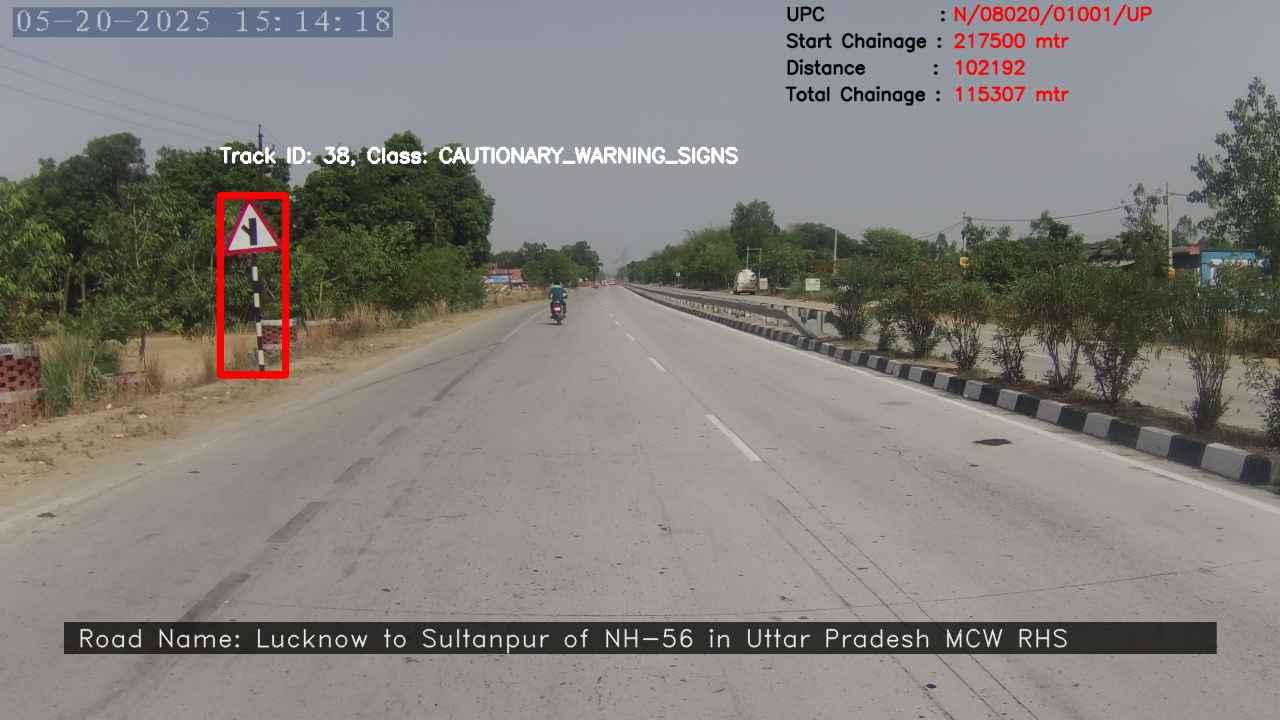 05-20-2025 15:14:18
UPC : N/08020/01001/UP
Start Chainage : 217500 mtr
Distance : 102192
Total Chainage : 115307 mtr
Track ID: 38, Class: CAUTIONARY_WARNING_SIGNS
Road Name: Lucknow to Sultanpur of NH-56 in Uttar Pradesh MCW RHS